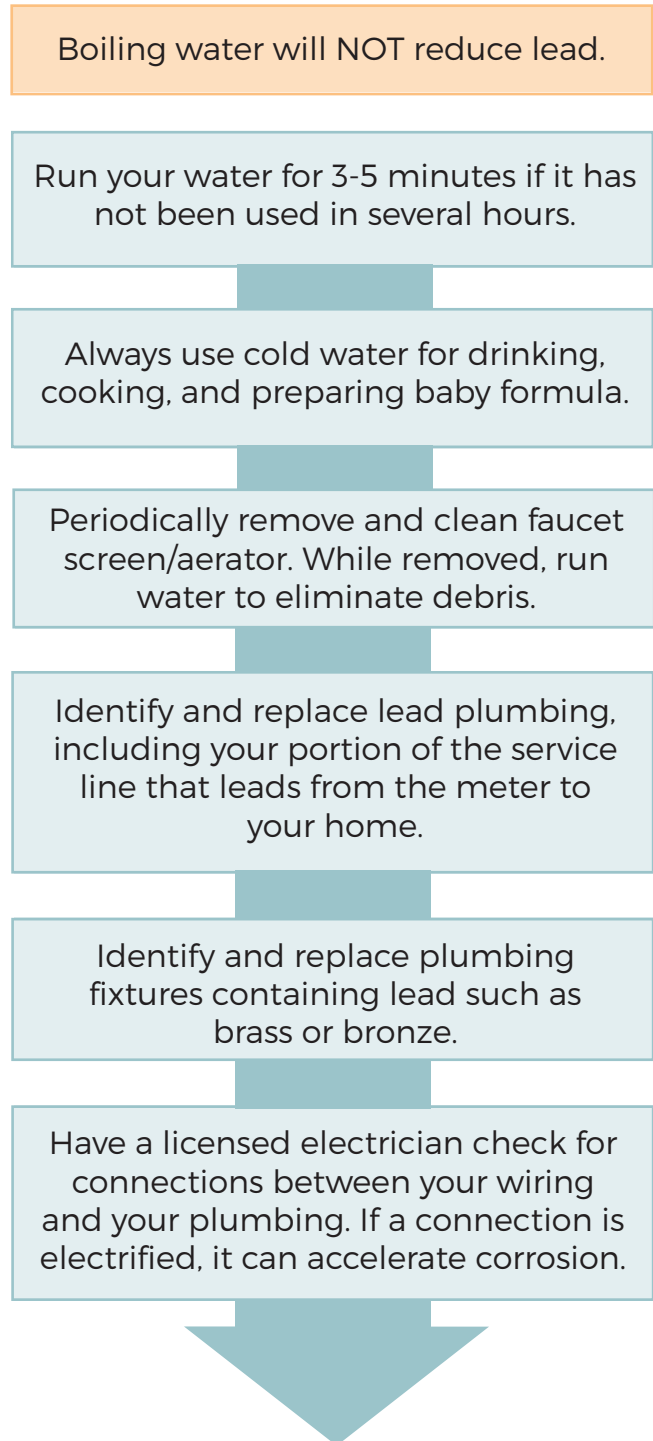 Boiling water will NOT reduce lead.
Run your water for 3-5 minutes if it has
not been used in several hours.
Always use cold water for drinking,
cooking, and preparing baby formula.
Periodically remove and clean faucet
screen/aerator. While removed, run
water to eliminate debris.
Identify and replace lead plumbing,
including your portion of the service
line that leads from the meter to
your home.
Identify and replace plumbing
fixtures containing lead such as
brass or bronze.
Have a licensed electrician check for
connections between your wiring
and your plumbing. If a connection is
electrified, it can accelerate corrosion.